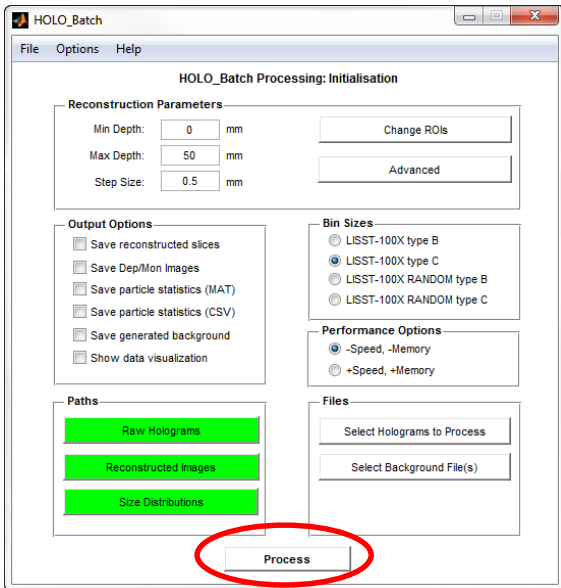 HOLO_Batch
File Options Help
HOLO_Batch Processing: Initialisation
Reconstruction Parameters
Min Depth: 0 mm
Max Depth: 50 mm
Step Size: 0.5 mm
Change ROIs
Advanced
Output Options
Save reconstructed slices
Save Dep/Mon Images
Save particle statistics (MAT)
Save particle statistics (CSV)
Save generated background
Show data visualization
Bin Sizes
LISST-100X type B
LISST-100X type C
LISST-100X RANDOM type B
LISST-100X RANDOM type C
Performance Options
-Speed, -Memory
+Speed, +Memory
Paths
Raw Holograms
Reconstructed Images
Size Distributions
Files
Select Holograms to Process
Select Background File(s)
Process